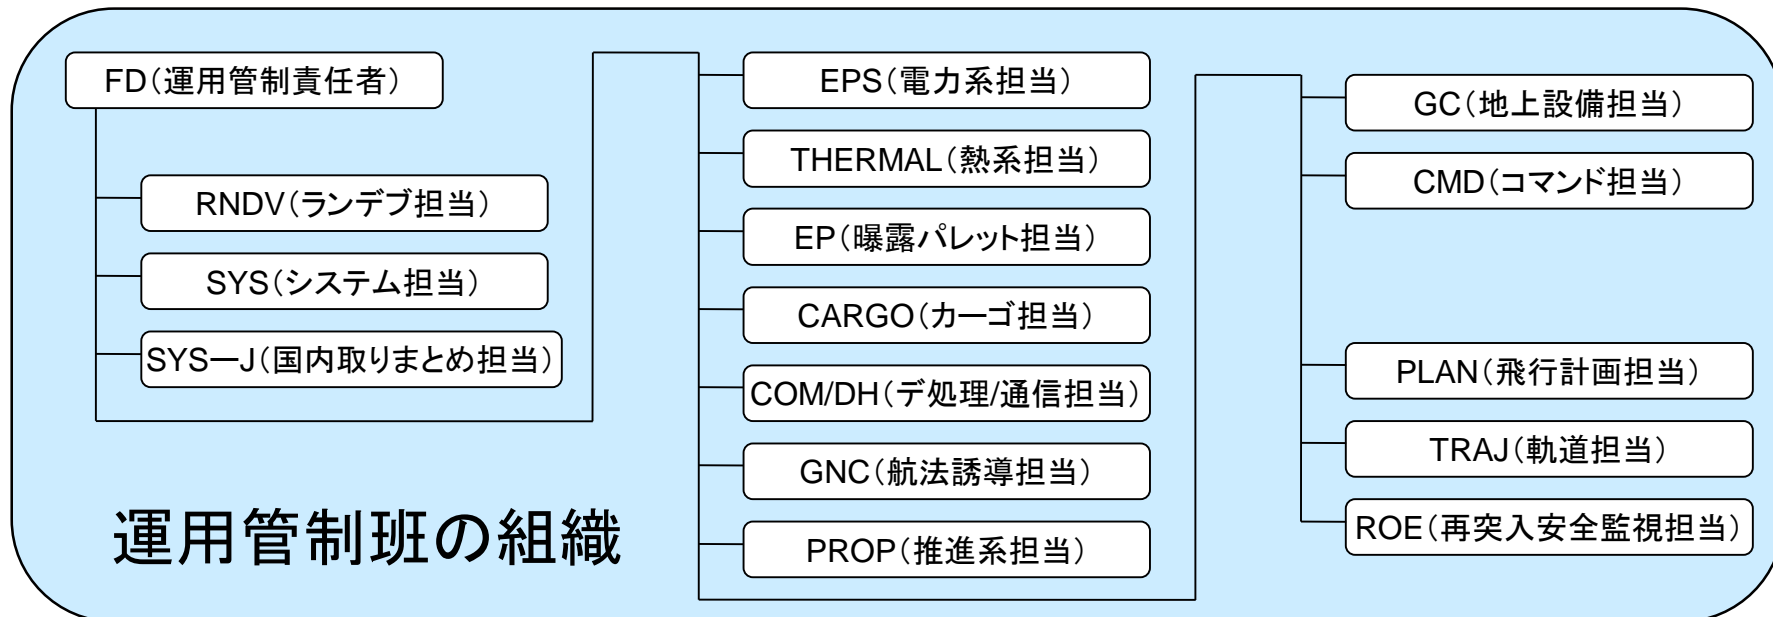 FD（運用管制責任者）
RNDV（ランデブ担当）
SYS（システム担当）
SYSーJ（国内取りまとめ担当）
運用管制班の組織
EPS（電力系担当）
THERMAL（熱系担当）
EP（曝露パレット担当）
CARGO（カーゴ担当）
COM/DH（デ処理/通信担当）
GNC（航法誘導担当）
PROP（推進系担当）
GC（地上設備担当）
CMD（コマンド担当）
PLAN（飛行計画担当）
TRAJ（軌道担当）
ROE（再突入安全監視担当）